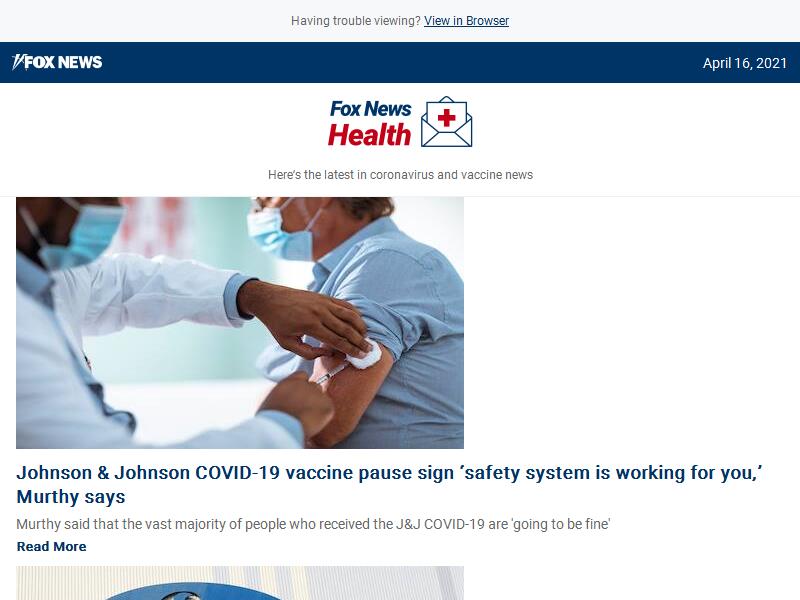 Having trouble viewing? View in Browser
FOX NEWS
April 16, 2021
Fox News
Health
Here's the latest in coronavirus and vaccine news
Johnson & Johnson COVID-19 vaccine pause sign ‘safety system is working for you,’
Murthy says
Murthy said that the vast majority of people who received the J&J COVID-19 are 'going to be fine'
Read More